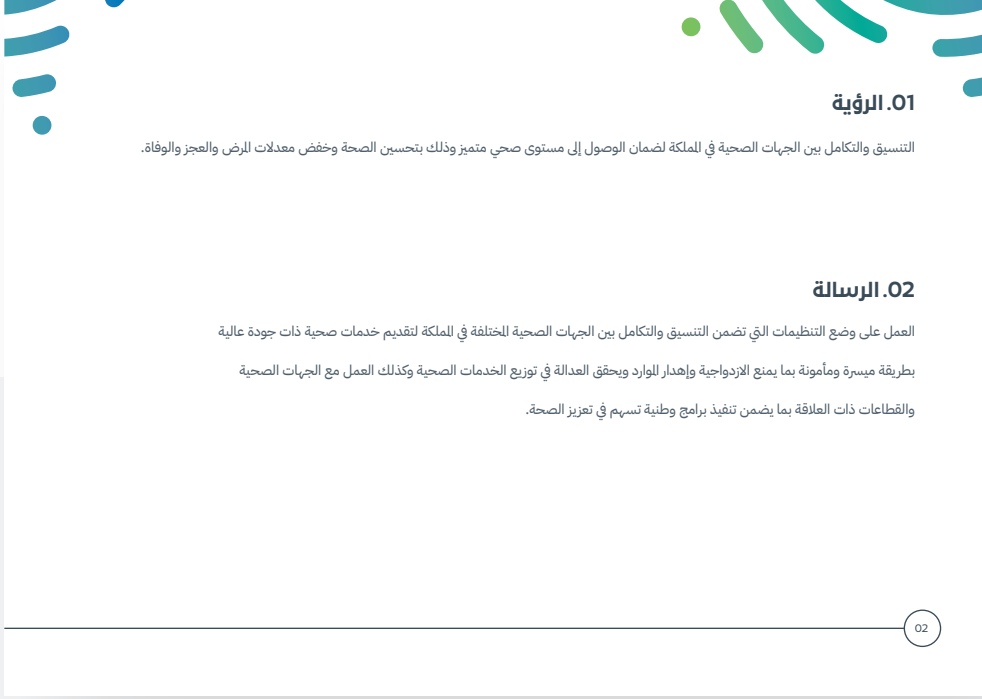 01. الرؤية
التنسيق والتكامل بين الجهات الصحية في المملكة لضمان الوصول إلى مستوى صحي متميز وذلك بتحسين الصحة وخفض معدلات المرض والعجز والوفاة.
02. الرسالة
العمل على وضع التنظيمات التي تضمن التنسيق والتكامل بين الجهات الصحية المختلفة في المملكة لتقديم خدمات صحية ذات جودة عالية
بطريقة ميسرة ومأمونة بما يمنع الازدواجية وإهدار الموارد ويحقق العدالة في توزيع الخدمات الصحية وكذلك العمل مع الجهات الصحية
والقطاعات ذات العلاقة بما يضمن تنفيذ برامج وطنية تسهم في تعزيز الصحة.
02